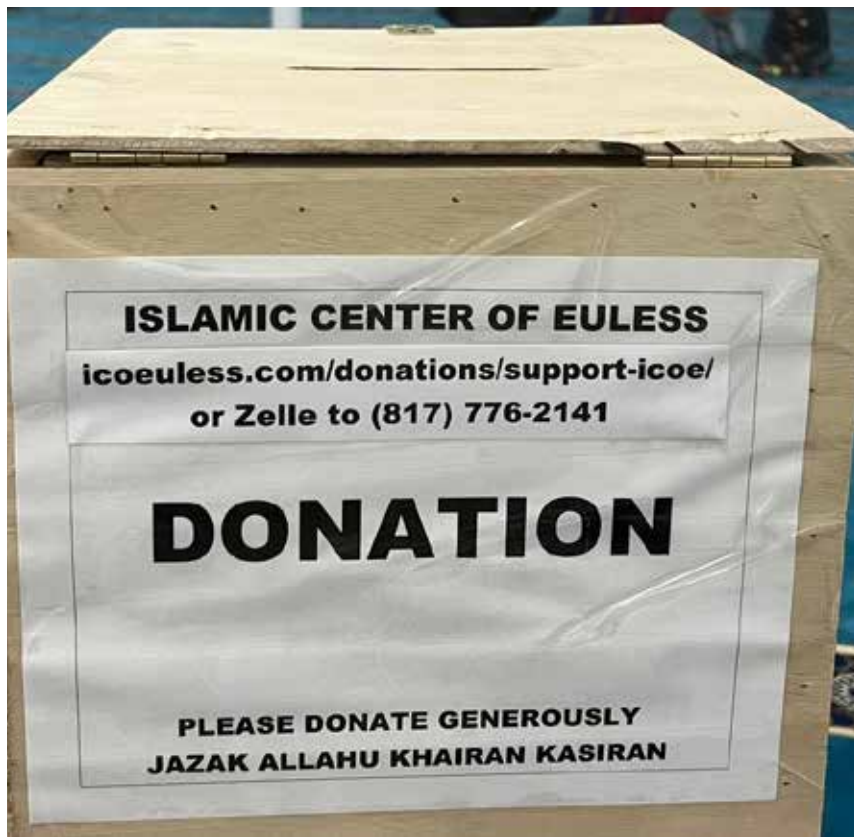 ISLAMIC CENTER OF EULESS
icoeuless.com/donations/support-icoe/
or Zelle to (817) 776-2141
DONATION
PLEASE DONATE GENEROUSLY
JAZAK ALLAHU KHAIRAN KASIRAN